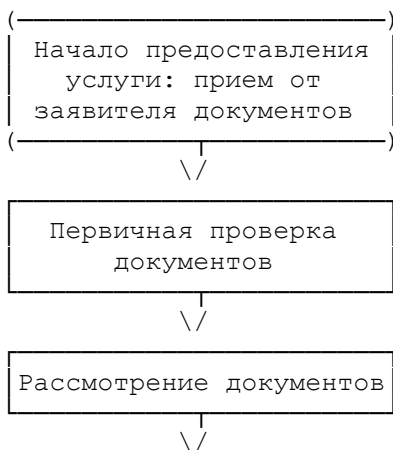 Начало предоставления
услуги: прием от
заявителя документов
Первичная проверка
документов
Рассмотрение документов